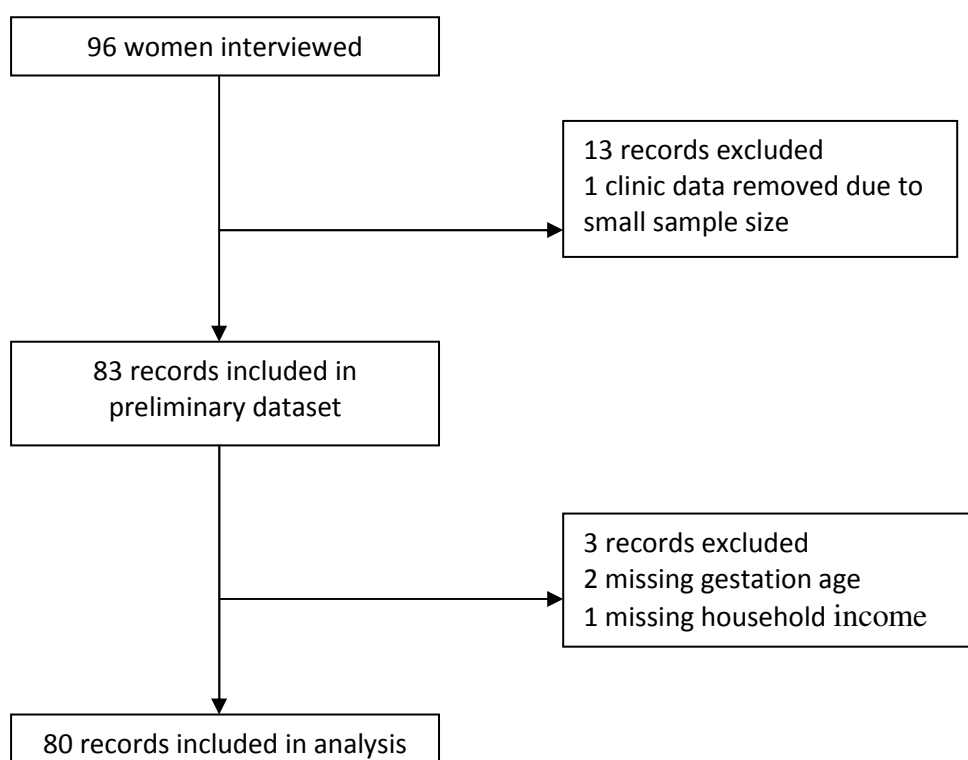 96 women interviewed
13 records excluded
1 clinic data removed due to
small sample size
83 records included in
preliminary dataset
3 records excluded
2 missing gestation age
1 missing household income
80 records included in analysis